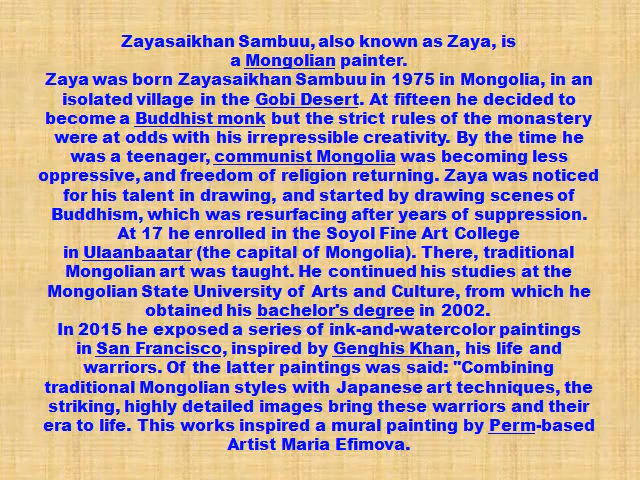 Zayasaikhan Sambuu, also known as Zaya, is
a Mongolian painter.
Zaya was born Zayasaikhan Sambuu in 1975 in Mongolia, in an
isolated village in the Gobi Desert. At fifteen he decided to
become a Buddhist monk but the strict rules of the monastery
were at odds with his irrepressible creativity. By the time he
was a teenager, communist Mongolia was becoming less
oppressive, and freedom of religion returning. Zaya was noticed
for his talent in drawing, and started by drawing scenes of
Buddhism, which was resurfacing after years of suppression.
At 17 he enrolled in the Soyol Fine Art College
in Ulaanbaatar (the capital of Mongolia). There, traditional
Mongolian art was taught. He continued his studies at the
Mongolian State University of Arts and Culture, from which he
obtained his bachelor's degree in 2002.
In 2015 he exposed a series of ink-and-watercolor paintings
in San Francisco, inspired by Genghis Khan, his life and
warriors. Of the latter paintings was said: "Combining
traditional Mongolian styles with Japanese art techniques, the
striking, highly detailed images bring these warriors and their
era to life. This works inspired a mural painting by Perm-based
Artist Maria Efimova.